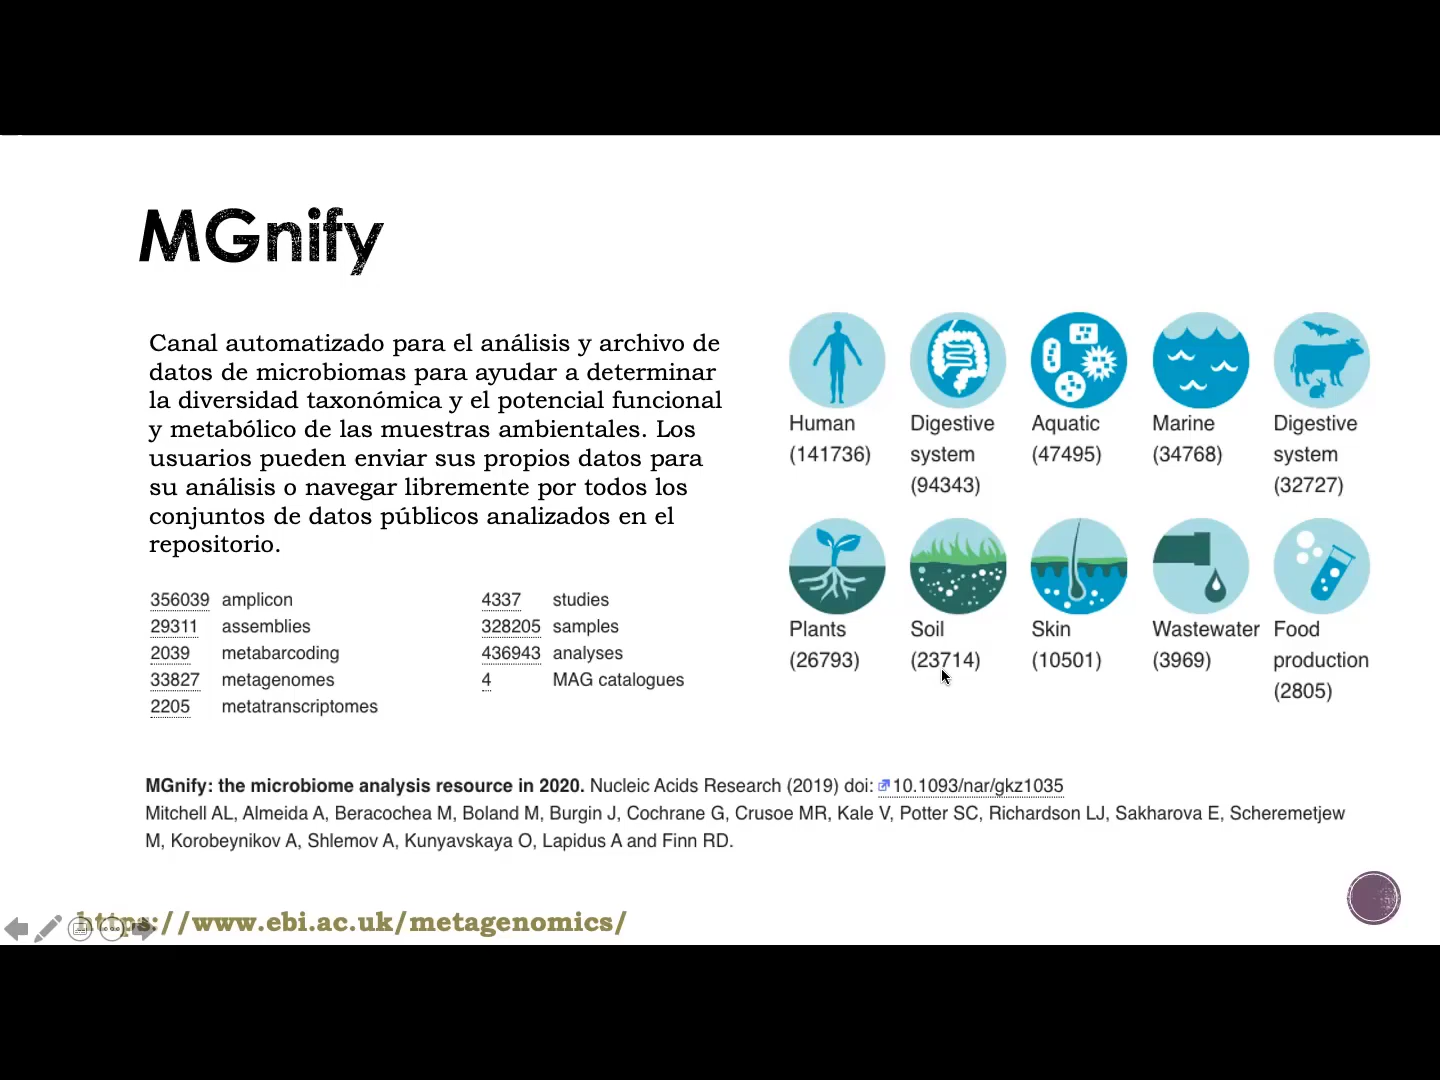 MGnify
Canal automatizado para el análisis y archivo de
datos de microbiomas para ayudar a determinar
la diversidad taxonómica y el potencial funcional
y metabólico de las muestras ambientales. Los
usuarios pueden enviar sus propios datos para
su análisis o navegar libremente por todos los
conjuntos de datos públicos analizados en el
repositorio.
356039 amplicon
29311 assemblies
2039 metabarcoding
33827 metagenomes
2205 metatranscriptomes
4337 studies
328205 samples
436943 analyses
4 MAG catalogues
Human
(141736)
Digestive
system
(94343)
Aquatic
(47495)
Marine
(34768)
Digestive
system
(32727)
Plants
(26793)
Soil
(23714)
Skin
(10501)
Wastewater
(3969)
Food
production
(2805)
MGnify: the microbiome analysis resource in 2020. Nucleic Acids Research (2019) doi: 10.1093/nar/gkz1035
Mitchell AL, Almeida A, Beracochea M, Boland M, Burgin J, Cochrane G, Crusoe MR, Kale V, Potter SC, Richardson LJ, Sakharova E, Scheremetjew
M, Korobeynikov A, Shlemov A, Kunyavskaya O, Lapidus A and Finn RD.
https://www.ebi.ac.uk/metagenomics/